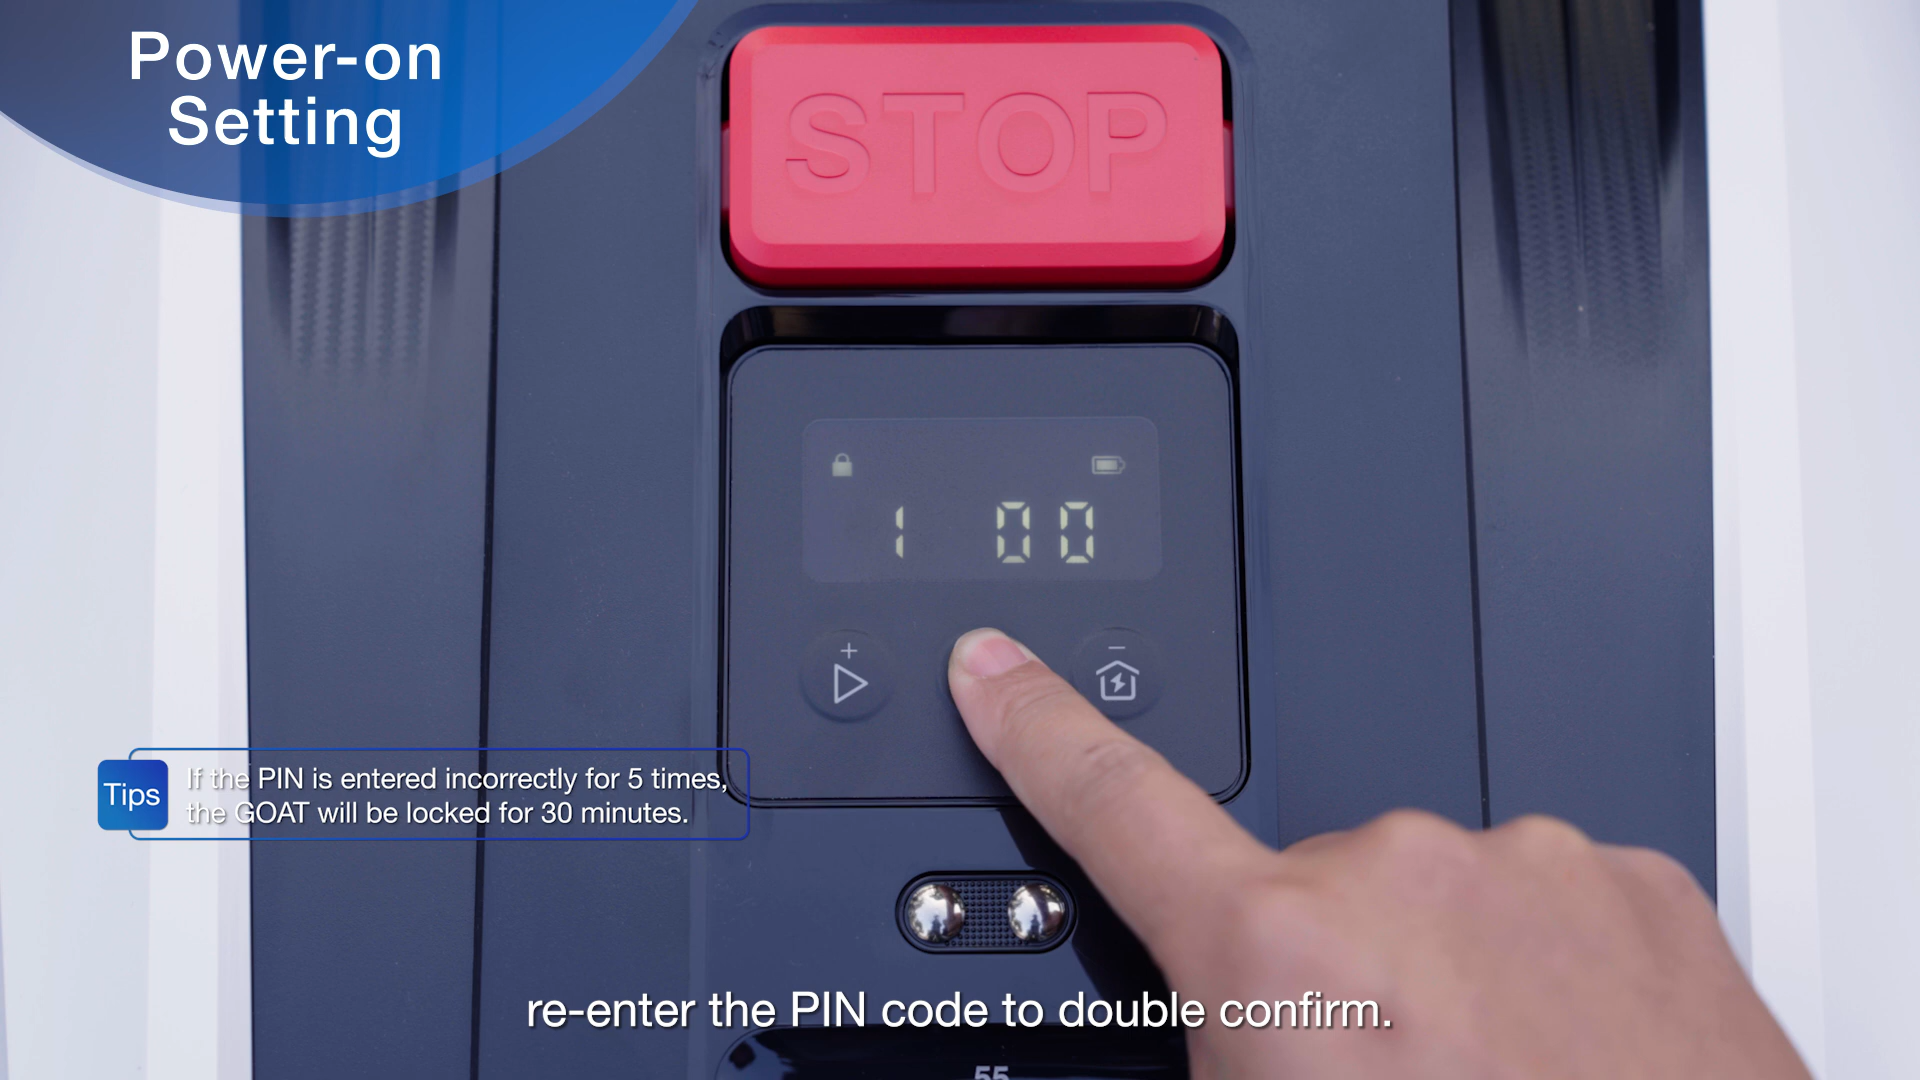 Power-on
Setting
STOP
1 00
+
−
Tips
If the PIN is entered incorrectly for 5 times,
the GOAT will be locked for 30 minutes.
re-enter the PIN code to double confirm.
55